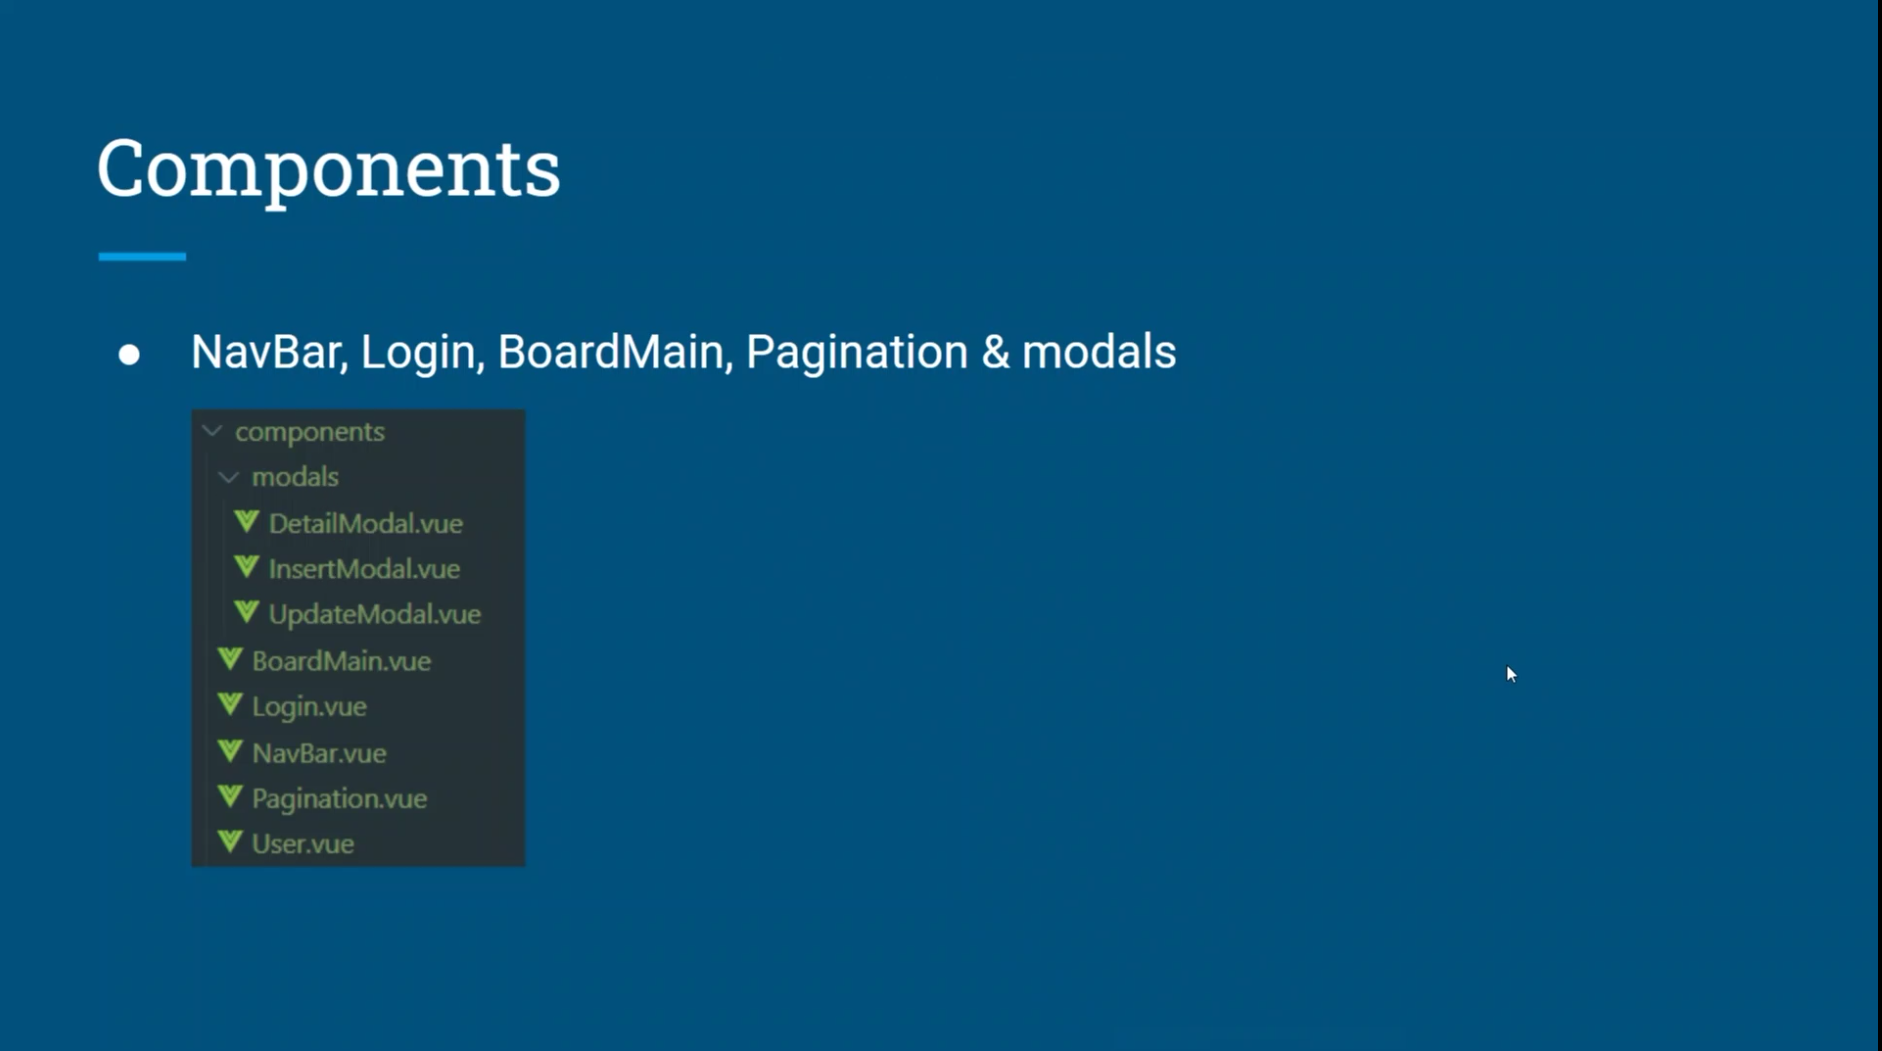 Components
● NavBar, Login, BoardMain, Pagination & modals
components
modals
DetailModal.vue
InsertModal.vue
UpdateModal.vue
BoardMain.vue
Login.vue
NavBar.vue
Pagination.vue
User.vue